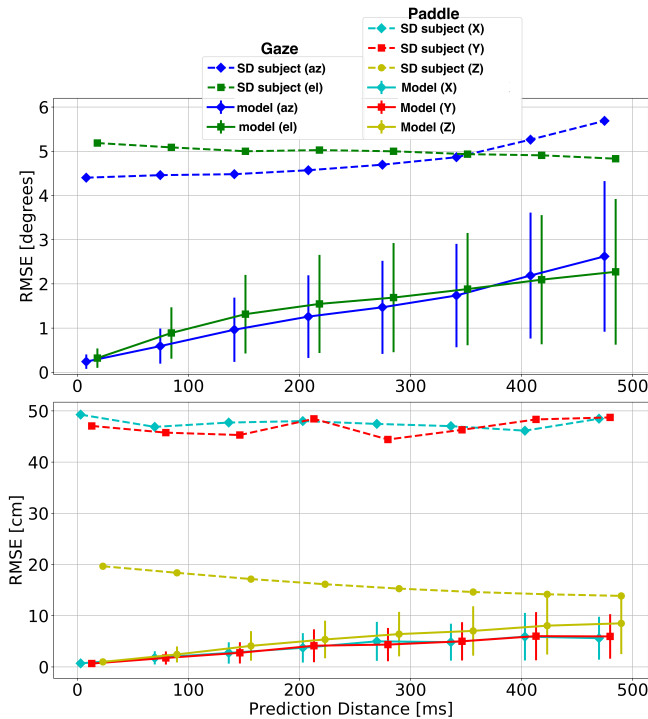 Paddle
SD subject (X)
SD subject (Y)
SD subject (Z)
Model (X)
Model (Y)
Model (Z)
Gaze
SD subject (az)
SD subject (el)
model (az)
model (el)
RMSE [degrees]
6
5
4
3
2
1
0
0 100 200 300 400 500
RMSE [cm]
50
40
30
20
10
0
0 100 200 300 400 500
Prediction Distance [ms]